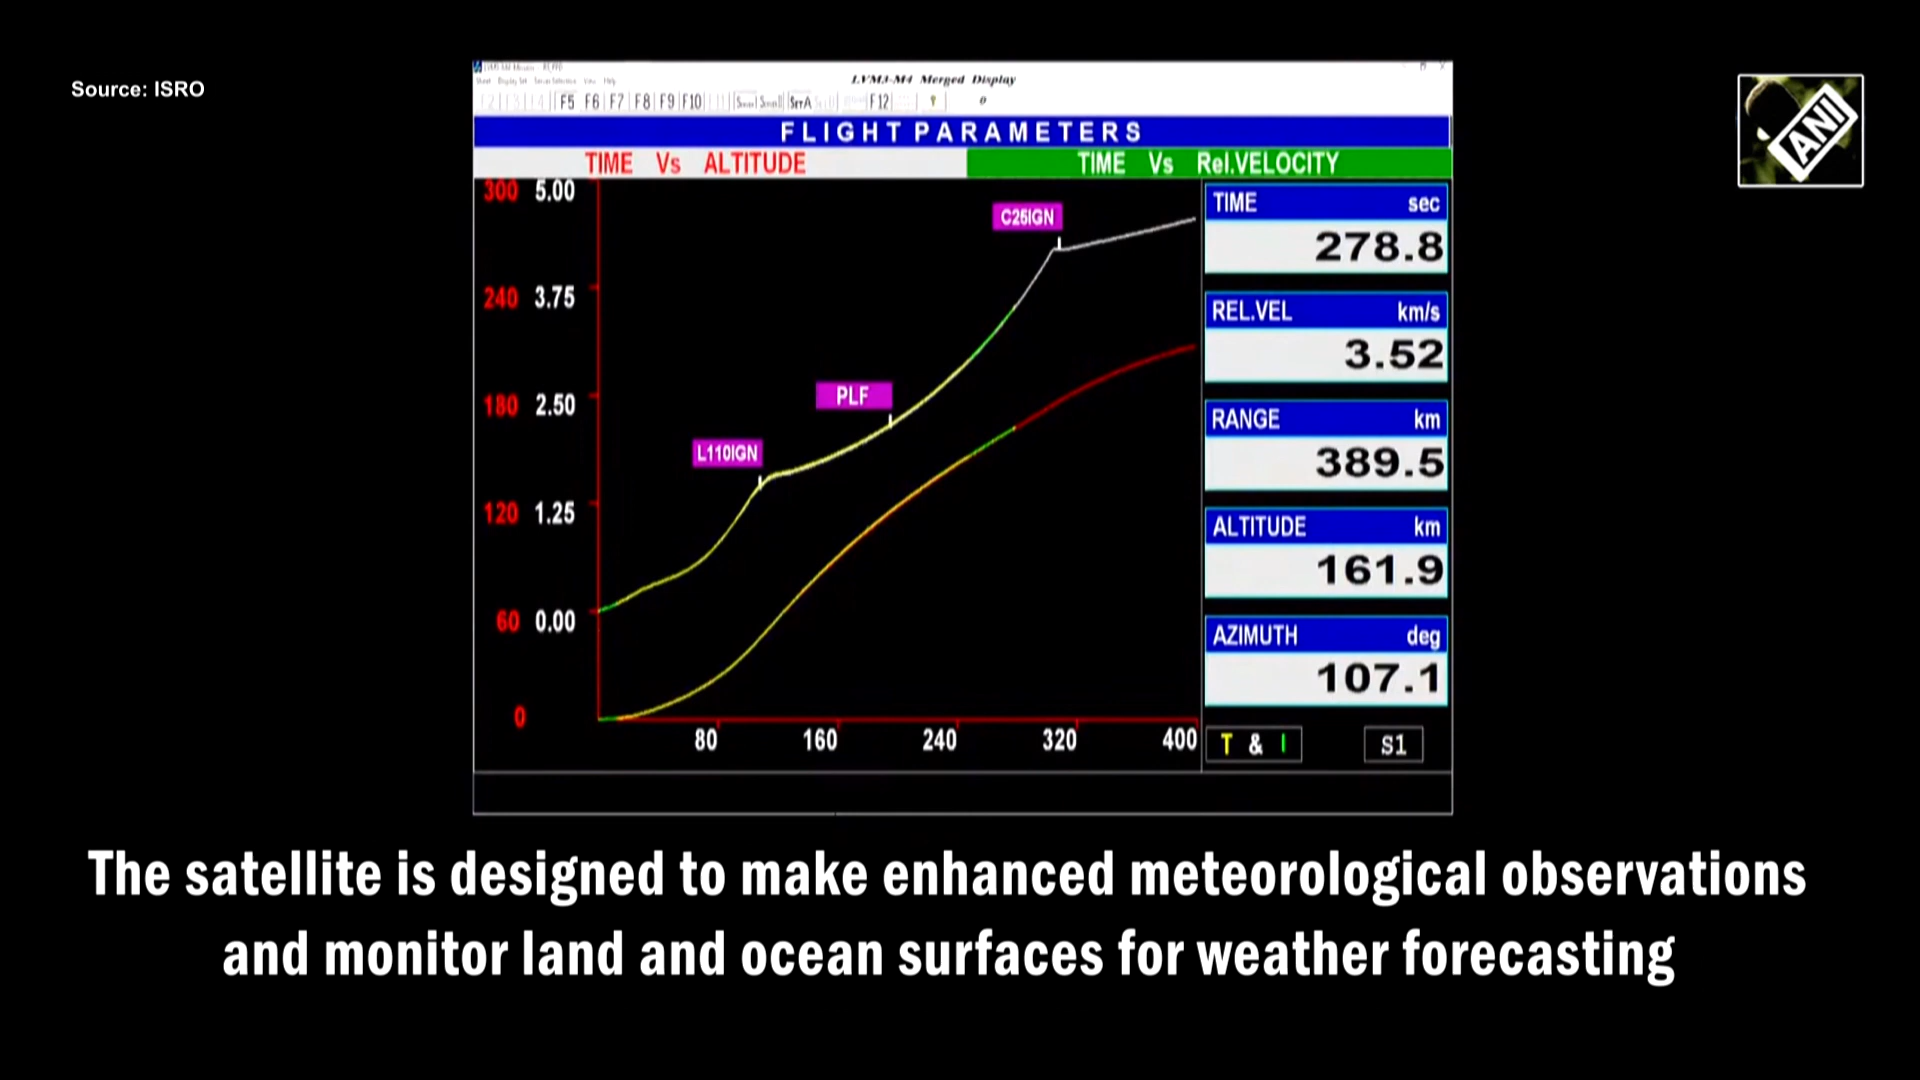 Source: ISRO
ANI
LVM3-M4 Merged Display
F5 F6 F7 F8 F9 F10 F12
0
FLIGHT PARAMETERS
TIME Vs ALTITUDE
TIME Vs Rel.VELOCITY
300 5.00
240 3.75
180 2.50
120 1.25
60 0.00
0
80 160 240 320 400
C25IGN
PLF
L110IGN
TIME sec
278.8
REL.VEL km/s
3.52
RANGE km
389.5
ALTITUDE km
161.9
AZIMUTH deg
107.1
T & I
S1
The satellite is designed to make enhanced meteorological observations
and monitor land and ocean surfaces for weather forecasting